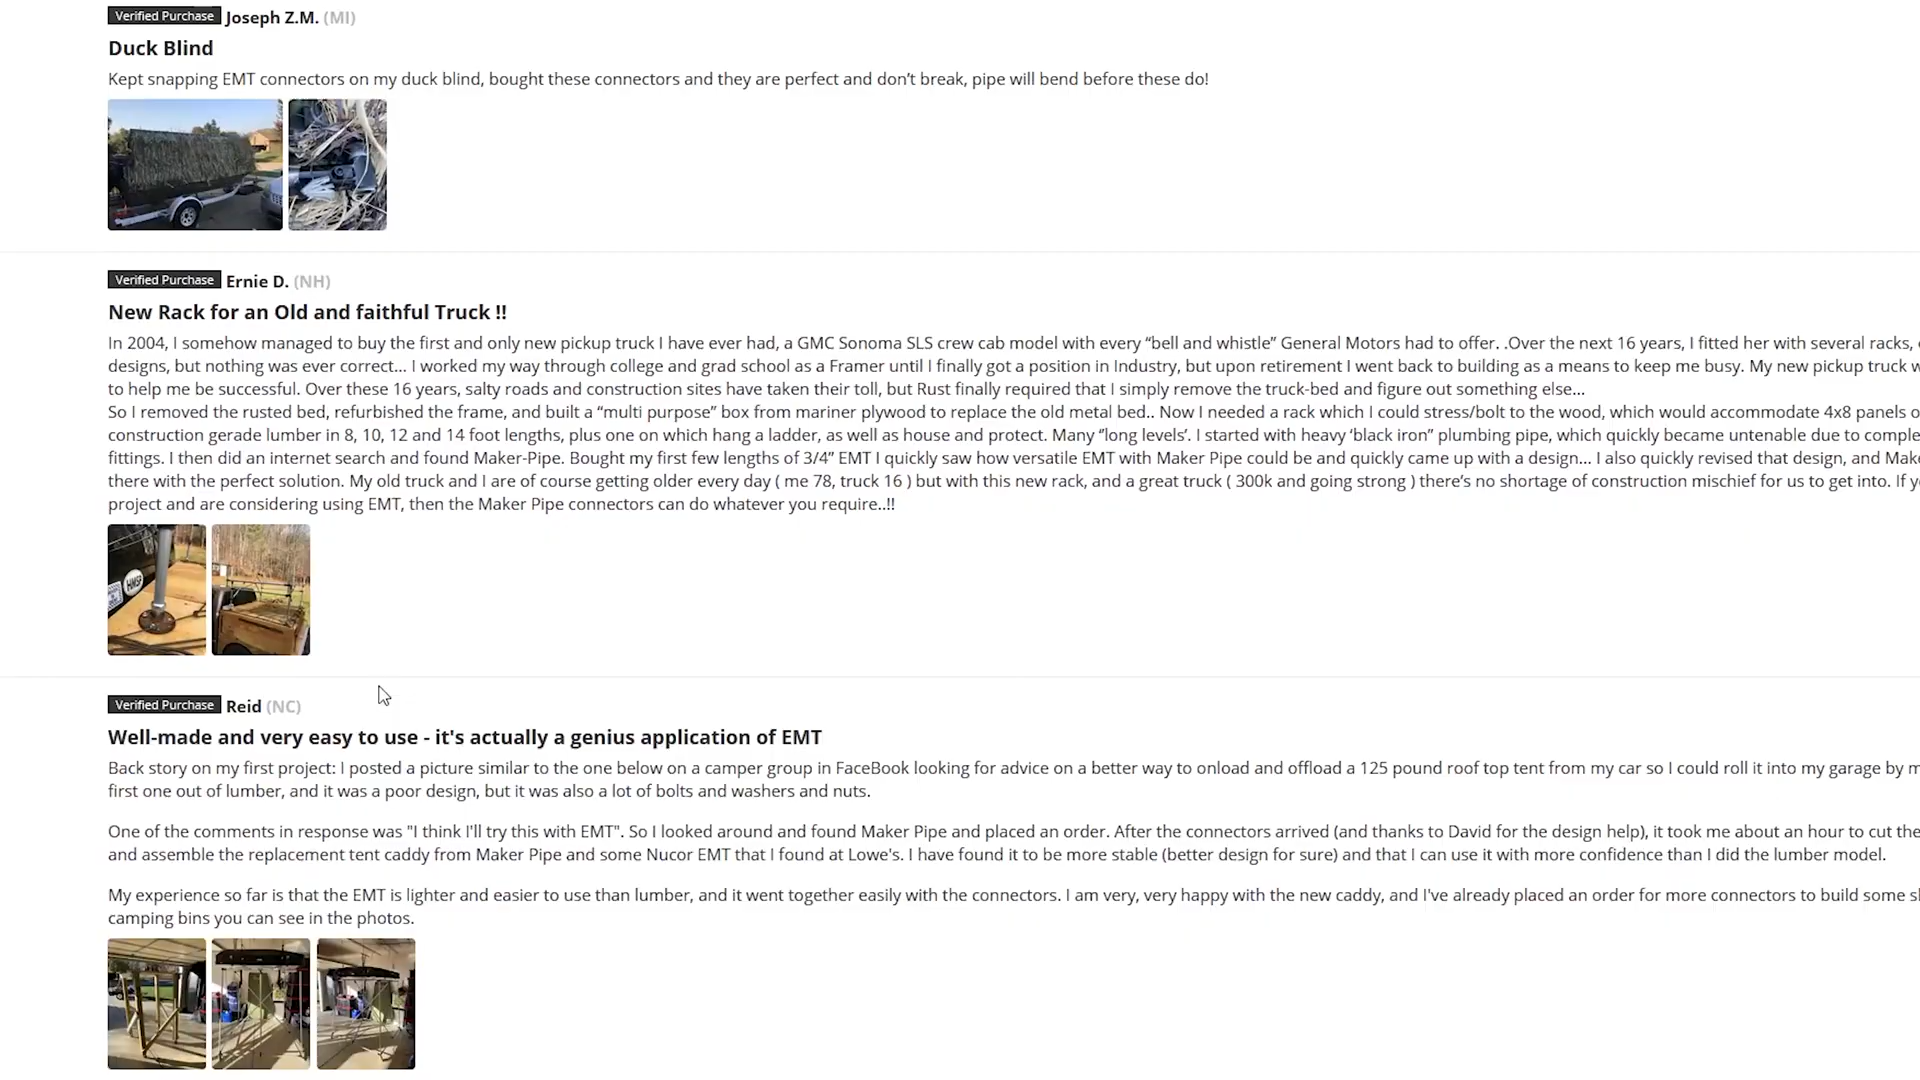 Verified Purchase Joseph Z.M. (MI)
Duck Blind
Kept snapping EMT connectors on my duck blind, bought these connectors and they are perfect and don’t break, pipe will bend before these do!
Verified Purchase Ernie D. (NH)
New Rack for an Old and faithful Truck !!
In 2004, I somehow managed to buy the first and only new pickup truck I have ever had, a GMC Sonoma SLS crew cab model with every “bell and whistle” General Motors had to offer. .Over the next 16 years, I fitted her with several racks,
designs, but nothing was ever correct... I worked my way through college and grad school as a Framer until I finally got a position in Industry, but upon retirement I went back to building as a means to keep me busy. My new pickup truck
to help me be successful. Over these 16 years, salty roads and construction sites have taken their toll, but Rust finally required that I simply remove the truck-bed and figure out something else...
So I removed the rusted bed, refurbished the frame, and built a “multi purpose” box from mariner plywood to replace the old metal bed.. Now I needed a rack which I could stress/bolt to the wood, which would accommodate 4x8 panels
construction gerade lumber in 8, 10, 12 and 14 foot lengths, plus one on which hang a ladder, as well as house and protect. Many “long levels’. I started with heavy ‘black iron” plumbing pipe, which quickly became untenable due to comple
fittings. I then did an internet search and found Maker-Pipe. Bought my first few lengths of 3/4” EMT I quickly saw how versatile EMT with Maker Pipe could be and quickly came up with a design... I also quickly revised that design, and Make
there with the perfect solution. My old truck and I are of course getting older every day ( me 78, truck 16 ) but with this new rack, and a great truck ( 300k and going strong ) there’s no shortage of construction mischief for us to get into. If y
project and are considering using EMT, then the Maker Pipe connectors can do whatever you require..!!
HMSP
Verified Purchase Reid (NC)
Well-made and very easy to use - it's actually a genius application of EMT
Back story on my first project: I posted a picture similar to the one below on a camper group in FaceBook looking for advice on a better way to onload and offload a 125 pound roof top tent from my car so I could roll it into my garage by m
first one out of lumber, and it was a poor design, but it was also a lot of bolts and washers and nuts.
One of the comments in response was "I think I'll try this with EMT". So I looked around and found Maker Pipe and placed an order. After the connectors arrived (and thanks to David for the design help), it took me about an hour to cut the
and assemble the replacement tent caddy from Maker Pipe and some Nucor EMT that I found at Lowe's. I have found it to be more stable (better design for sure) and that I can use it with more confidence than I did the lumber model.
My experience so far is that the EMT is lighter and easier to use than lumber, and it went together easily with the connectors. I am very, very happy with the new caddy, and I've already placed an order for more connectors to build some s
camping bins you can see in the photos.